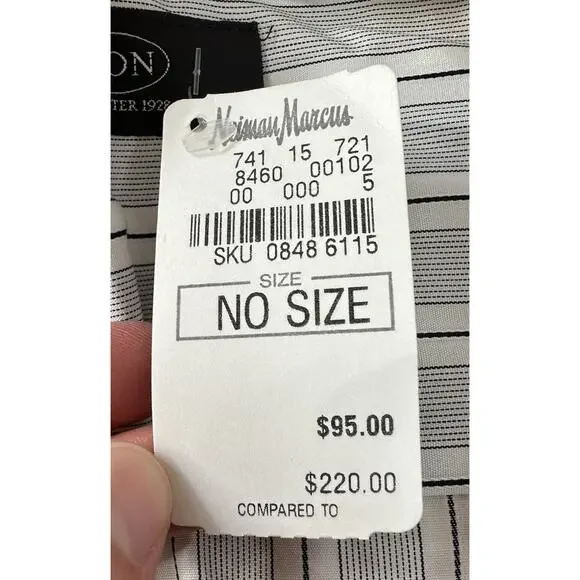 ON
TER 1928
Neiman Marcus
741 15 721
8460 00102
00 000 5
SKU 0848 6115
SIZE
NO SIZE
$95.00
$220.00
COMPARED TO